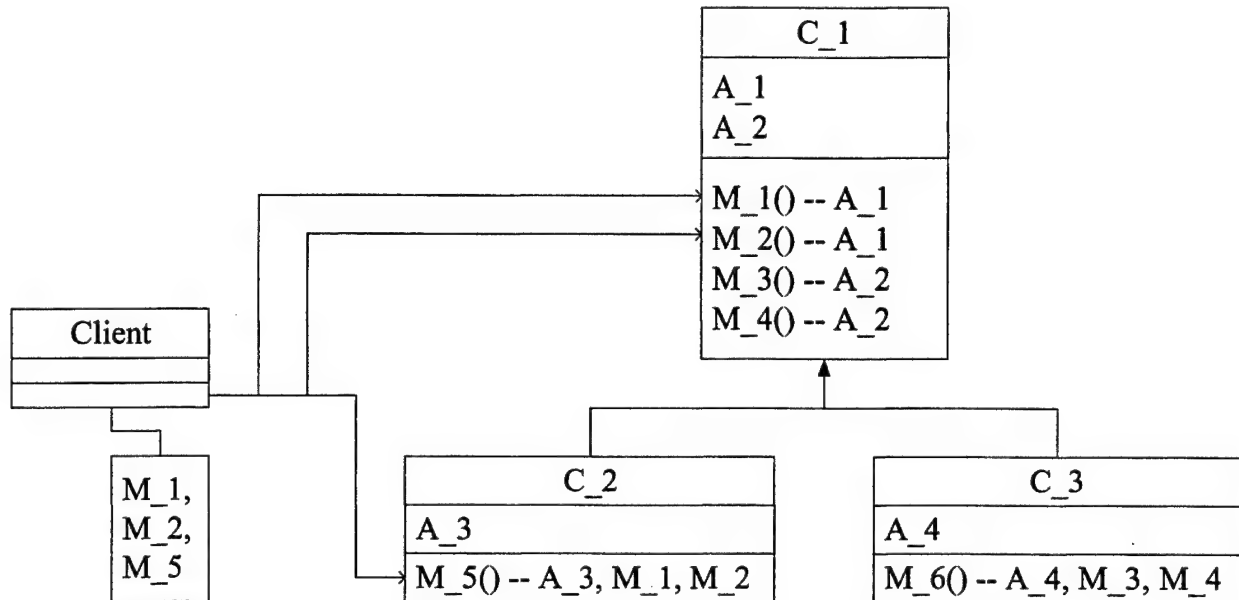 C_1
A_1
A_2
M_1() -- A_1
M_2() -- A_1
M_3() -- A_2
M_4() -- A_2
Client
M_1,
M_2,
M_5
C_2
A_3
M_5() -- A_3, M_1, M_2
C_3
A_4
M_6() -- A_4, M_3, M_4